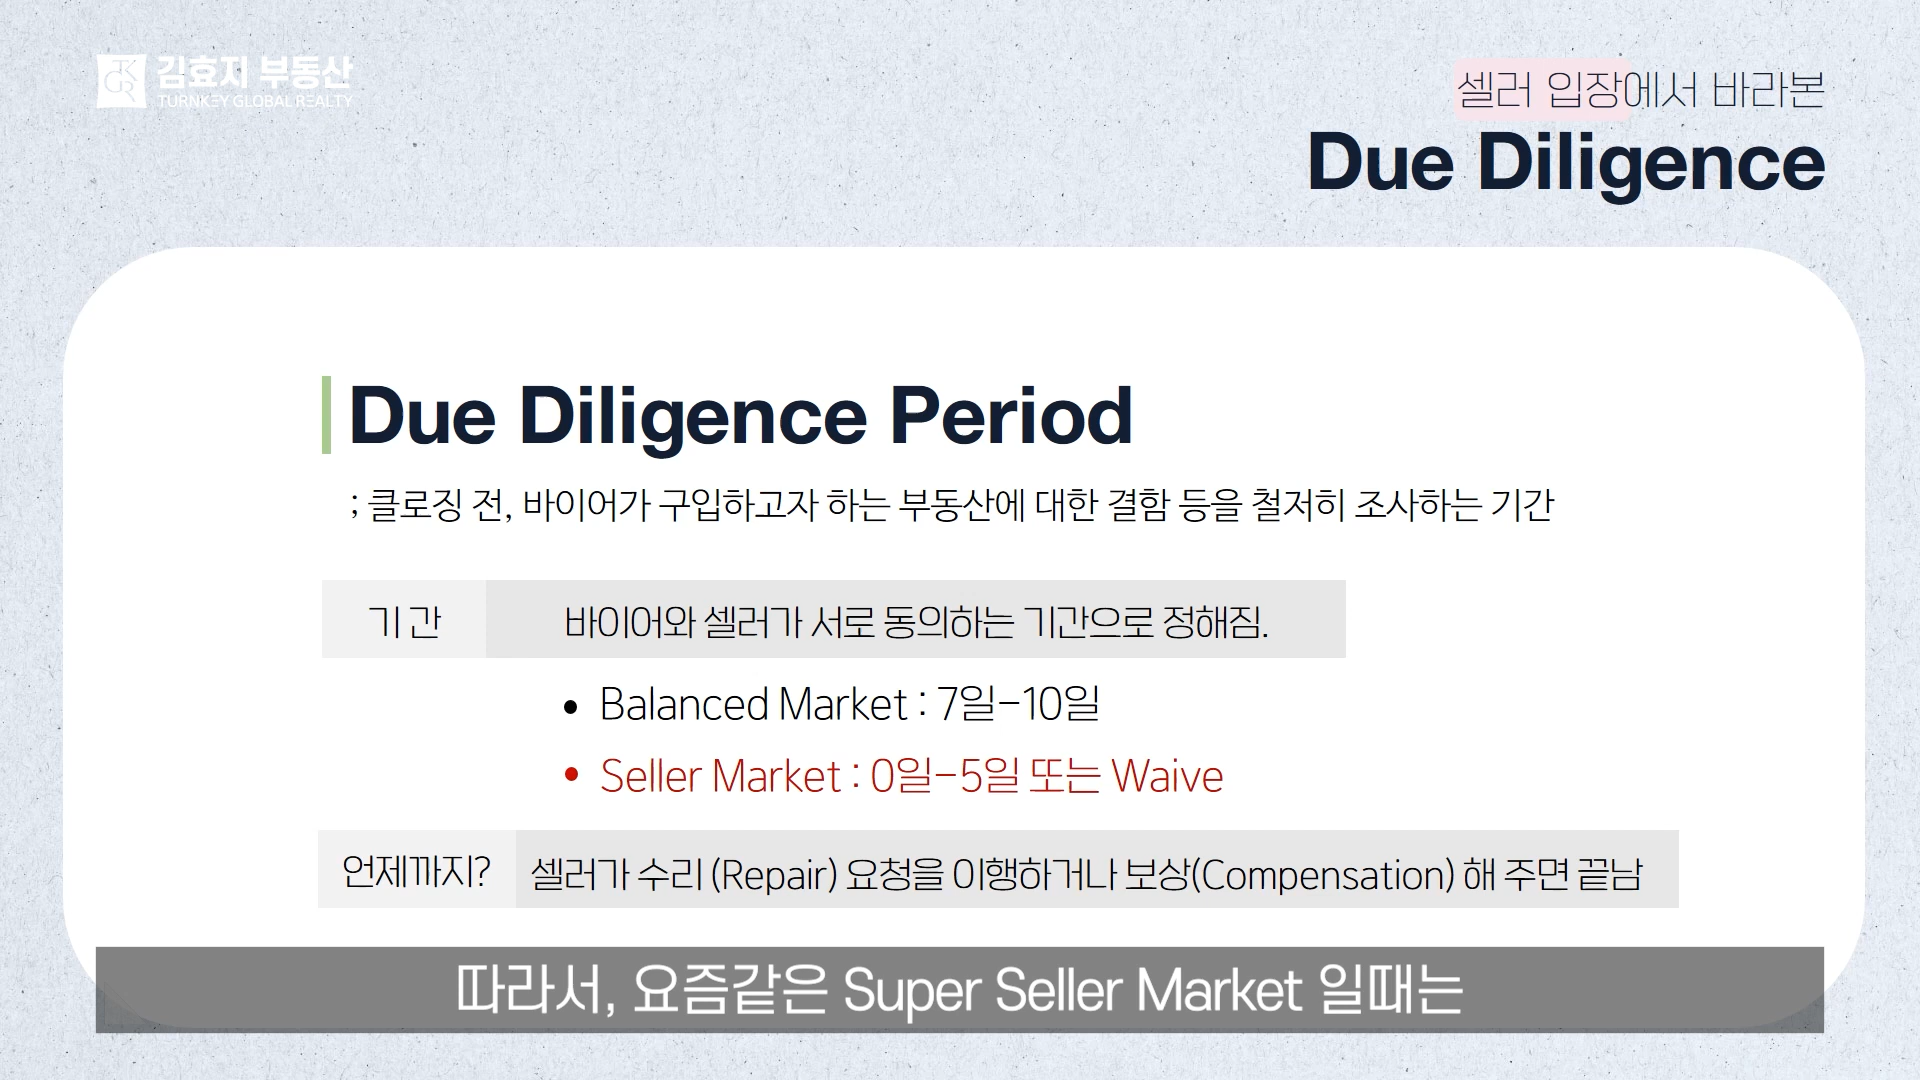 김효지 부동산
TURNKEY GLOBAL REALTY
셀러 입장에서 바라본
Due Diligence
Due Diligence Period
; 클로징 전, 바이어가 구입하고자 하는 부동산에 대한 결함 등을 철저히 조사하는 기간
기 간
바이어와 셀러가 서로 동의하는 기간으로 정해짐.
• Balanced Market : 7일-10일
• Seller Market : 0일-5일 또는 Waive
언제까지?
셀러가 수리 (Repair) 요청을 이행하거나 보상(Compensation) 해 주면 끝남
따라서, 요즘같은 Super Seller Market 일때는